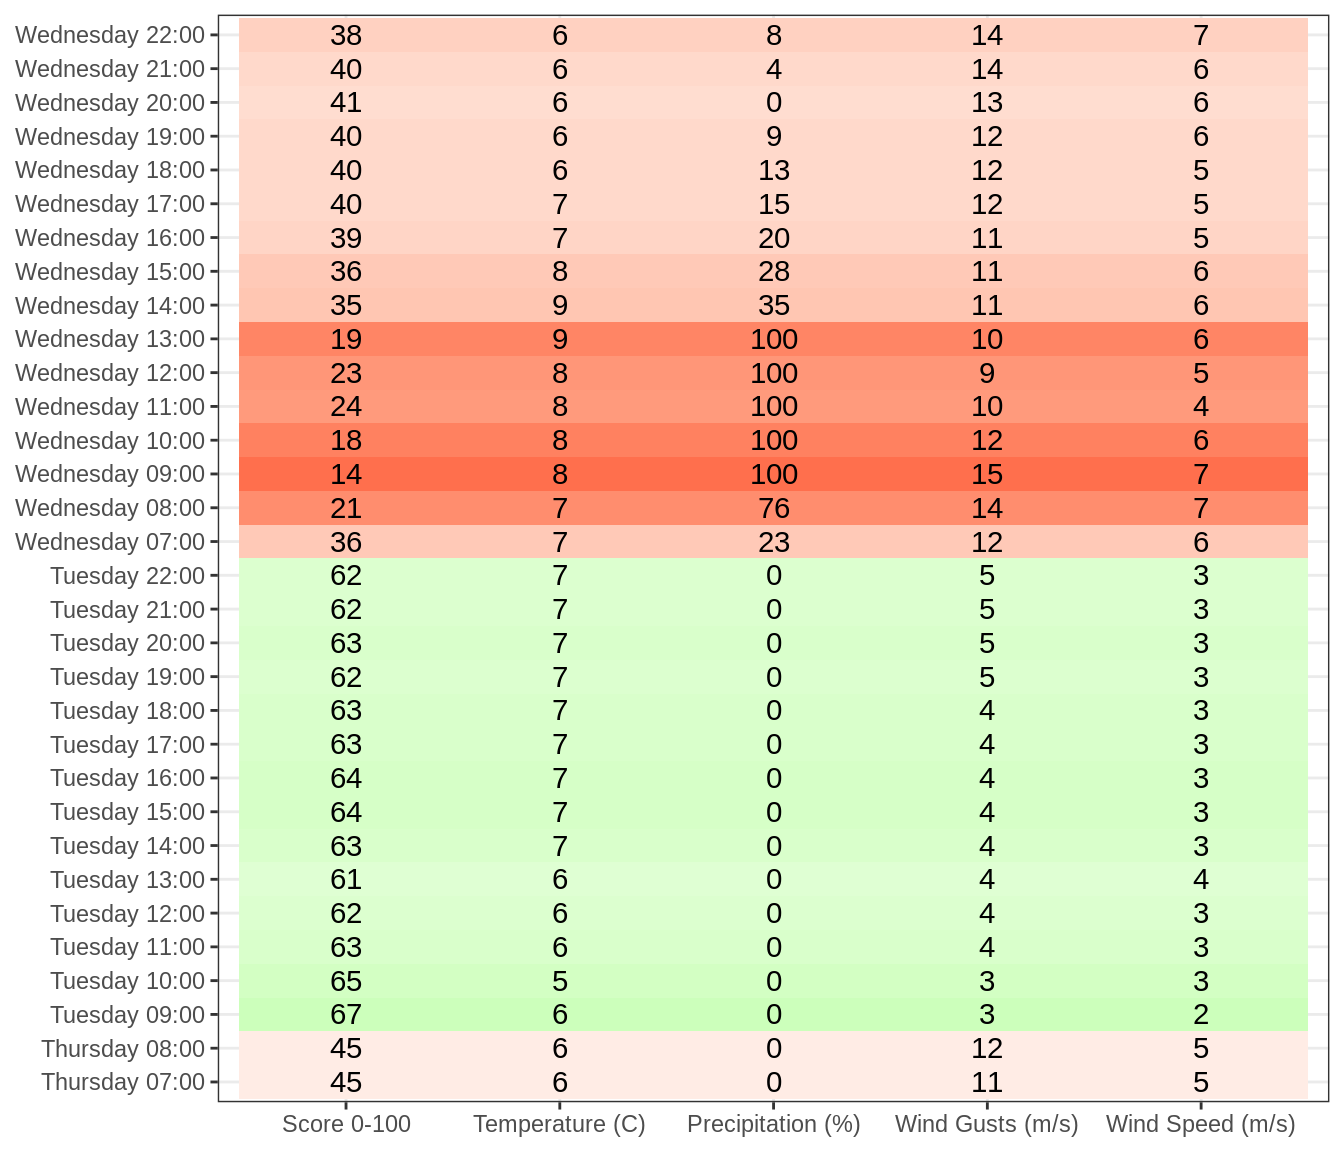 Wednesday 22:00 38 6 8 14 7
Wednesday 21:00 40 6 4 14 6
Wednesday 20:00 41 6 0 13 6
Wednesday 19:00 40 6 9 12 6
Wednesday 18:00 40 6 13 12 5
Wednesday 17:00 40 7 15 12 5
Wednesday 16:00 39 7 20 11 5
Wednesday 15:00 36 8 28 11 6
Wednesday 14:00 35 9 35 11 6
Wednesday 13:00 19 9 100 10 6
Wednesday 12:00 23 8 100 9 5
Wednesday 11:00 24 8 100 10 4
Wednesday 10:00 18 8 100 12 6
Wednesday 09:00 14 8 100 15 7
Wednesday 08:00 21 7 76 14 7
Wednesday 07:00 36 7 23 12 6
Tuesday 22:00 62 7 0 5 3
Tuesday 21:00 62 7 0 5 3
Tuesday 20:00 63 7 0 5 3
Tuesday 19:00 62 7 0 5 3
Tuesday 18:00 63 7 0 4 3
Tuesday 17:00 63 7 0 4 3
Tuesday 16:00 64 7 0 4 3
Tuesday 15:00 64 7 0 4 3
Tuesday 14:00 63 7 0 4 3
Tuesday 13:00 61 6 0 4 4
Tuesday 12:00 62 6 0 4 3
Tuesday 11:00 63 6 0 4 3
Tuesday 10:00 65 5 0 3 3
Tuesday 09:00 67 6 0 3 2
Thursday 08:00 45 6 0 12 5
Thursday 07:00 45 6 0 11 5
Score 0-100 Temperature (C) Precipitation (%) Wind Gusts (m/s) Wind Speed (m/s)